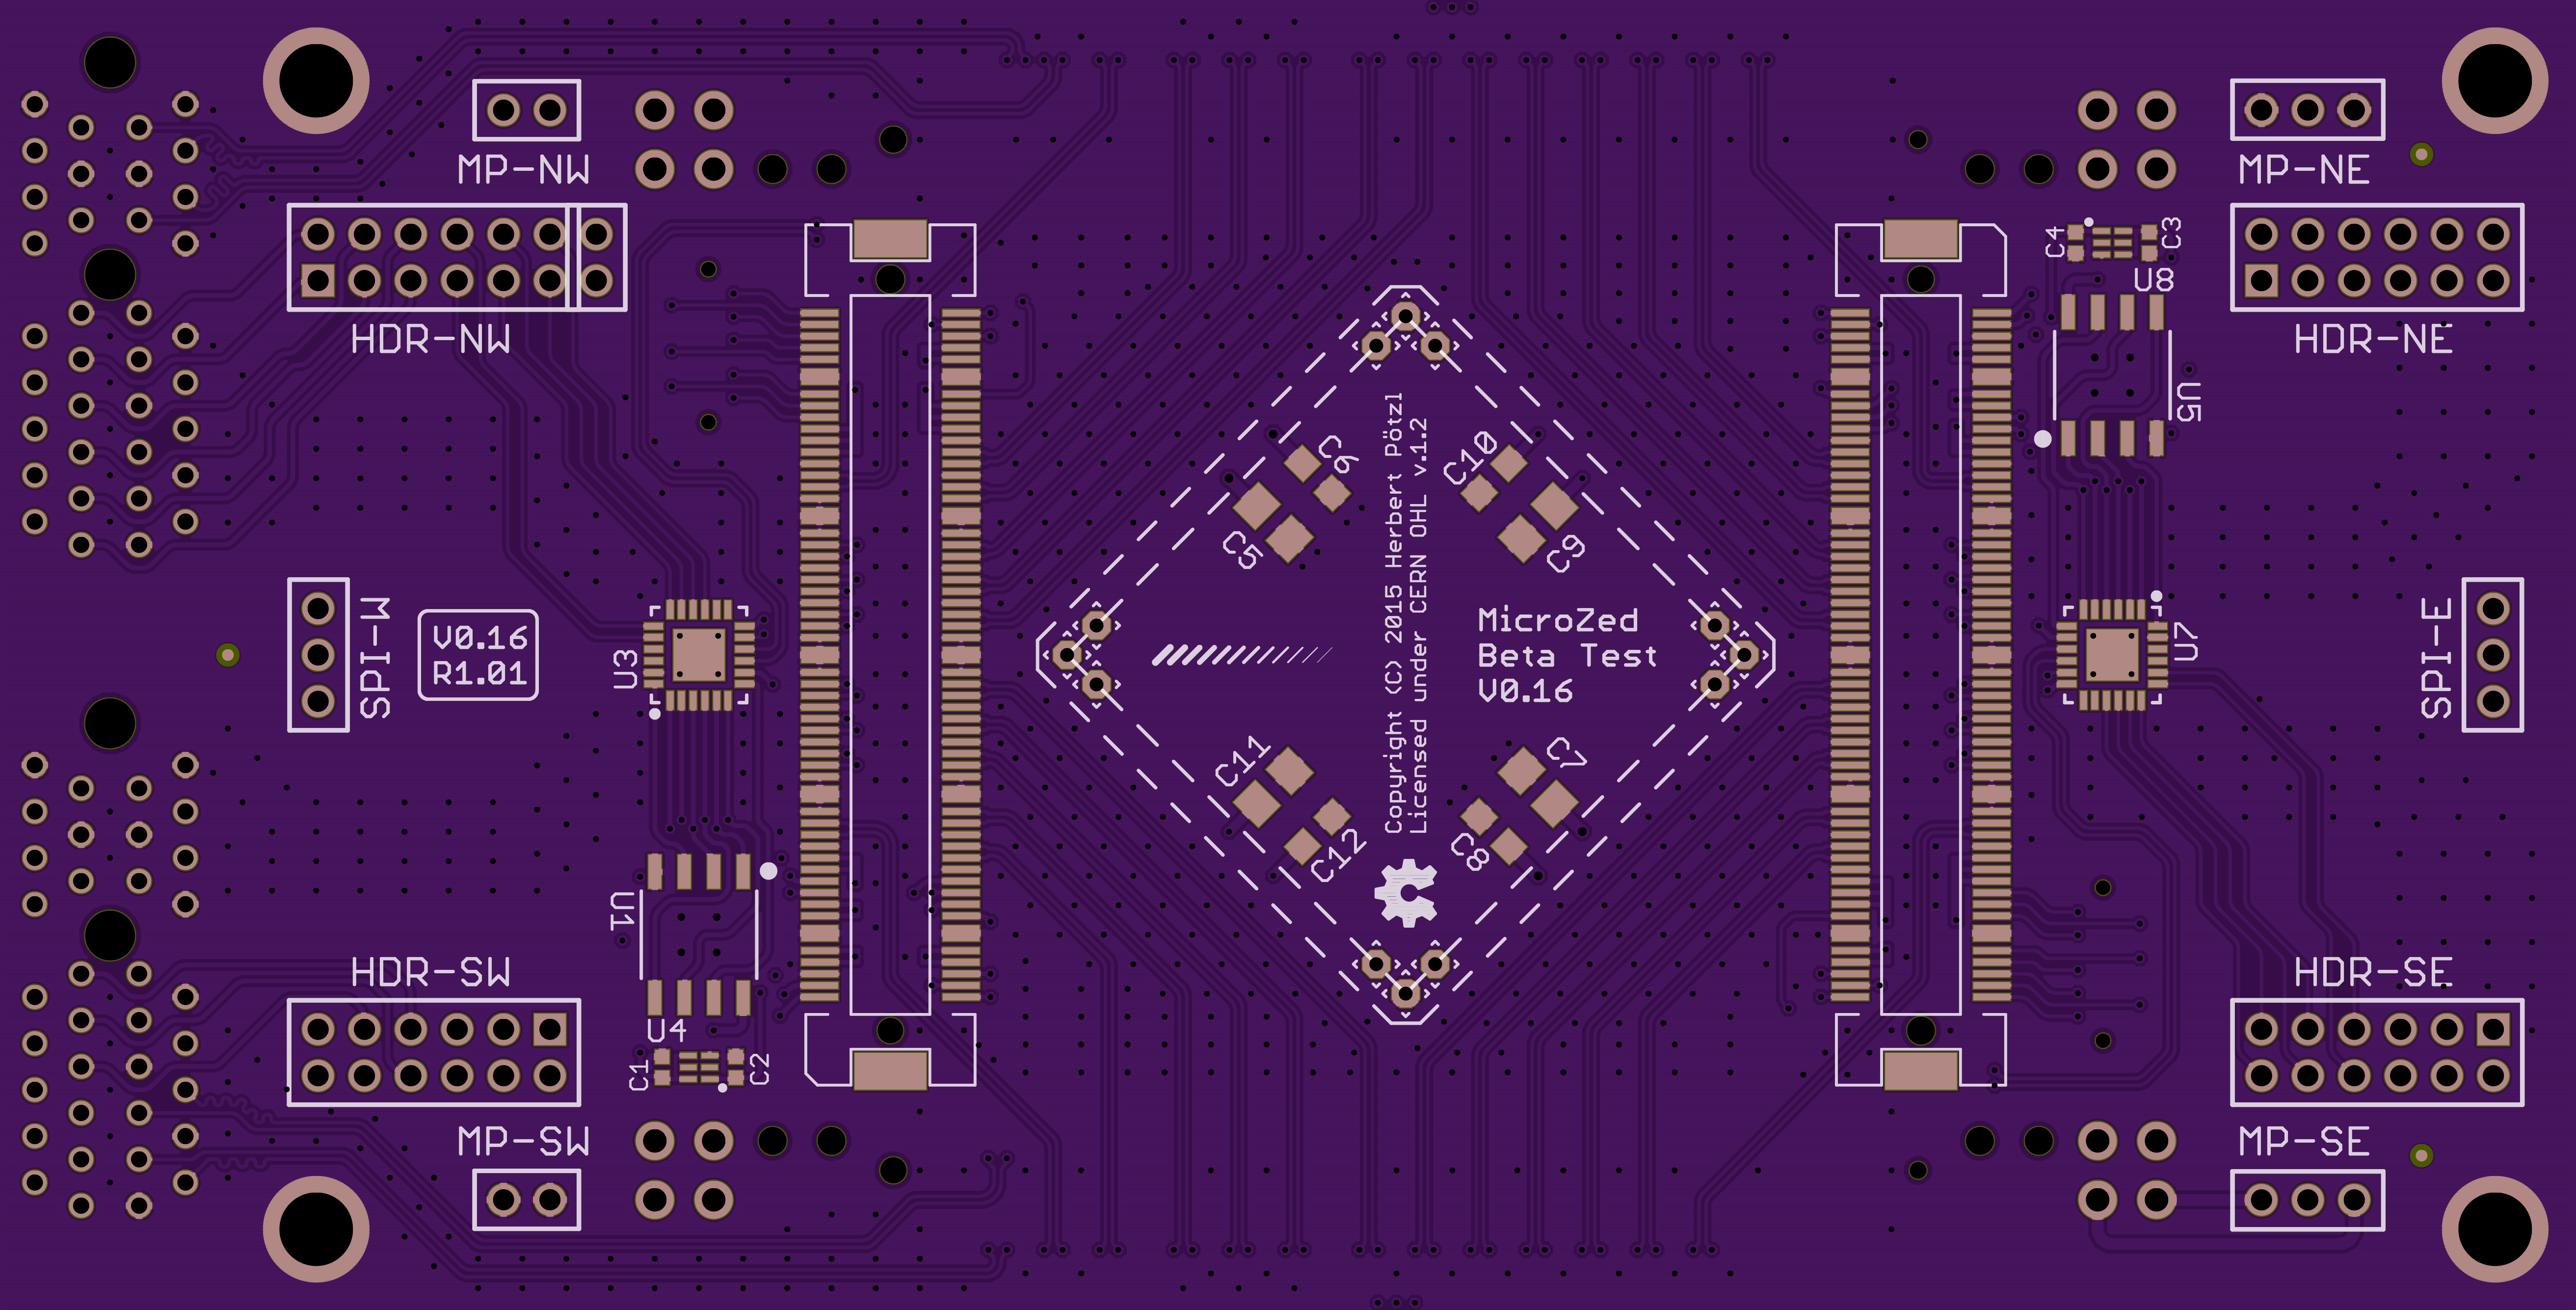 MP-NW
MP-NE
HDR-NW
C4
C3
U8
HDR-NE
U5
C6
C10
C5
C9
Copyright (C) 2015 Herbert Pötzl
Licensed under CERN OHL v.1.2
SPI-W
V0.16
R1.01
U3
MicroZed
Beta Test
V0.16
U7
SPI-E
C11
C7
C12
C8
U1
HDR-SW
HDR-SE
U4
C1
C2
MP-SW
MP-SE